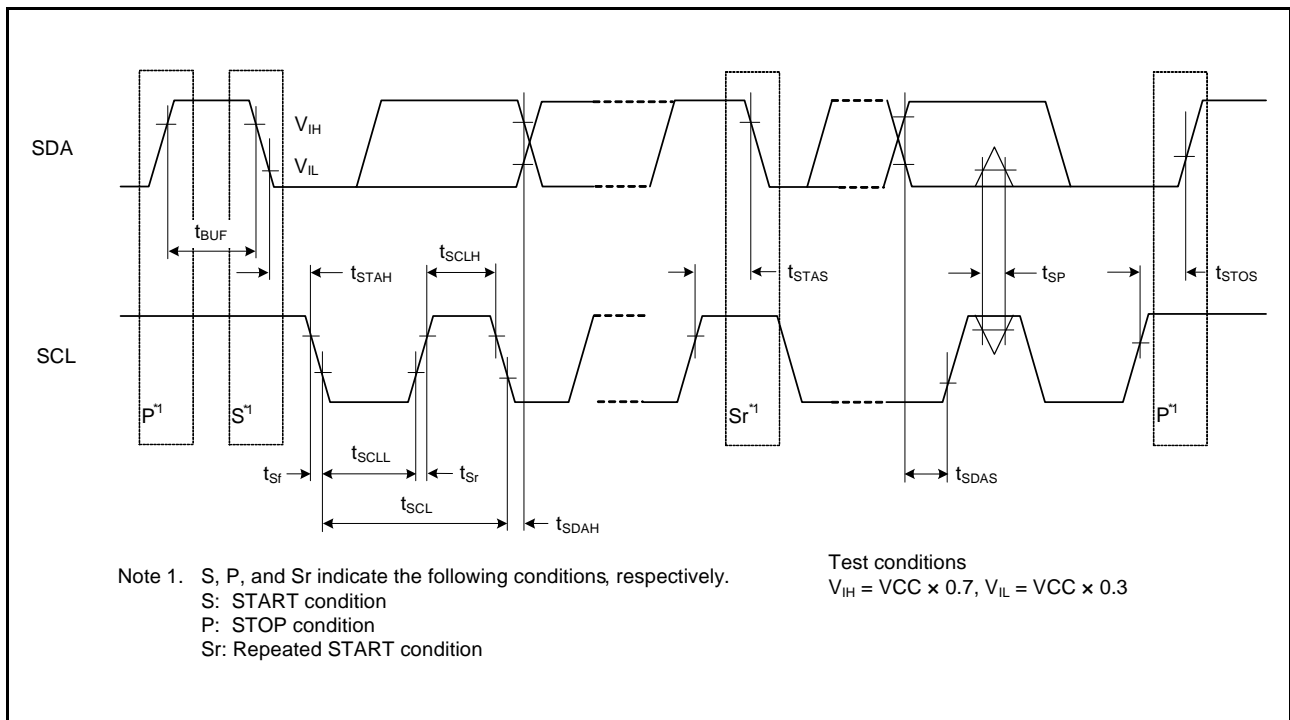 SDA
V_IH
V_IL
t_BUF
t_STAH
t_SCLH
t_STAS
t_SP
t_STOS
SCL
P*1
S*1
Sr*1
P*1
t_Sf
t_SCLL
t_Sr
t_SDAS
t_SCL
t_SDAH
Note 1. S, P, and Sr indicate the following conditions, respectively.
S: START condition
P: STOP condition
Sr: Repeated START condition
Test conditions
V_IH = VCC × 0.7, V_IL = VCC × 0.3